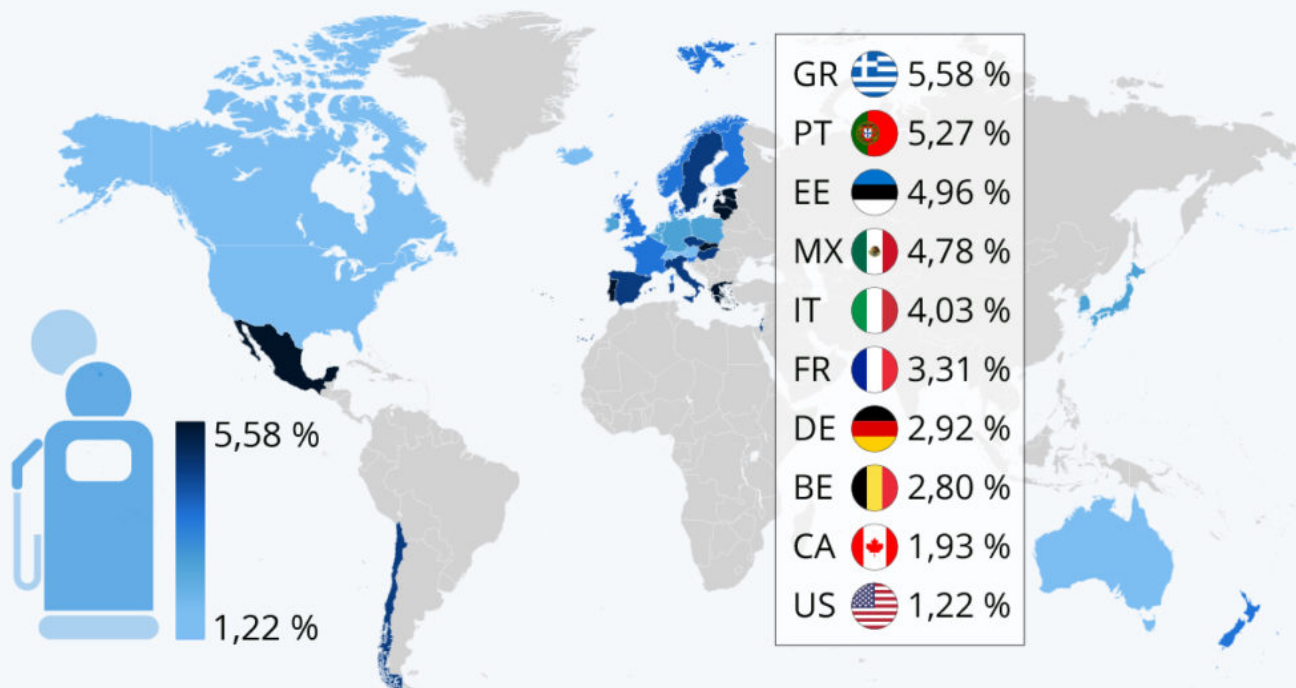 GR 5,58 %
PT 5,27 %
EE 4,96 %
MX 4,78 %
IT 4,03 %
FR 3,31 %
DE 2,92 %
BE 2,80 %
CA 1,93 %
US 1,22 %
5,58 %
1,22 %